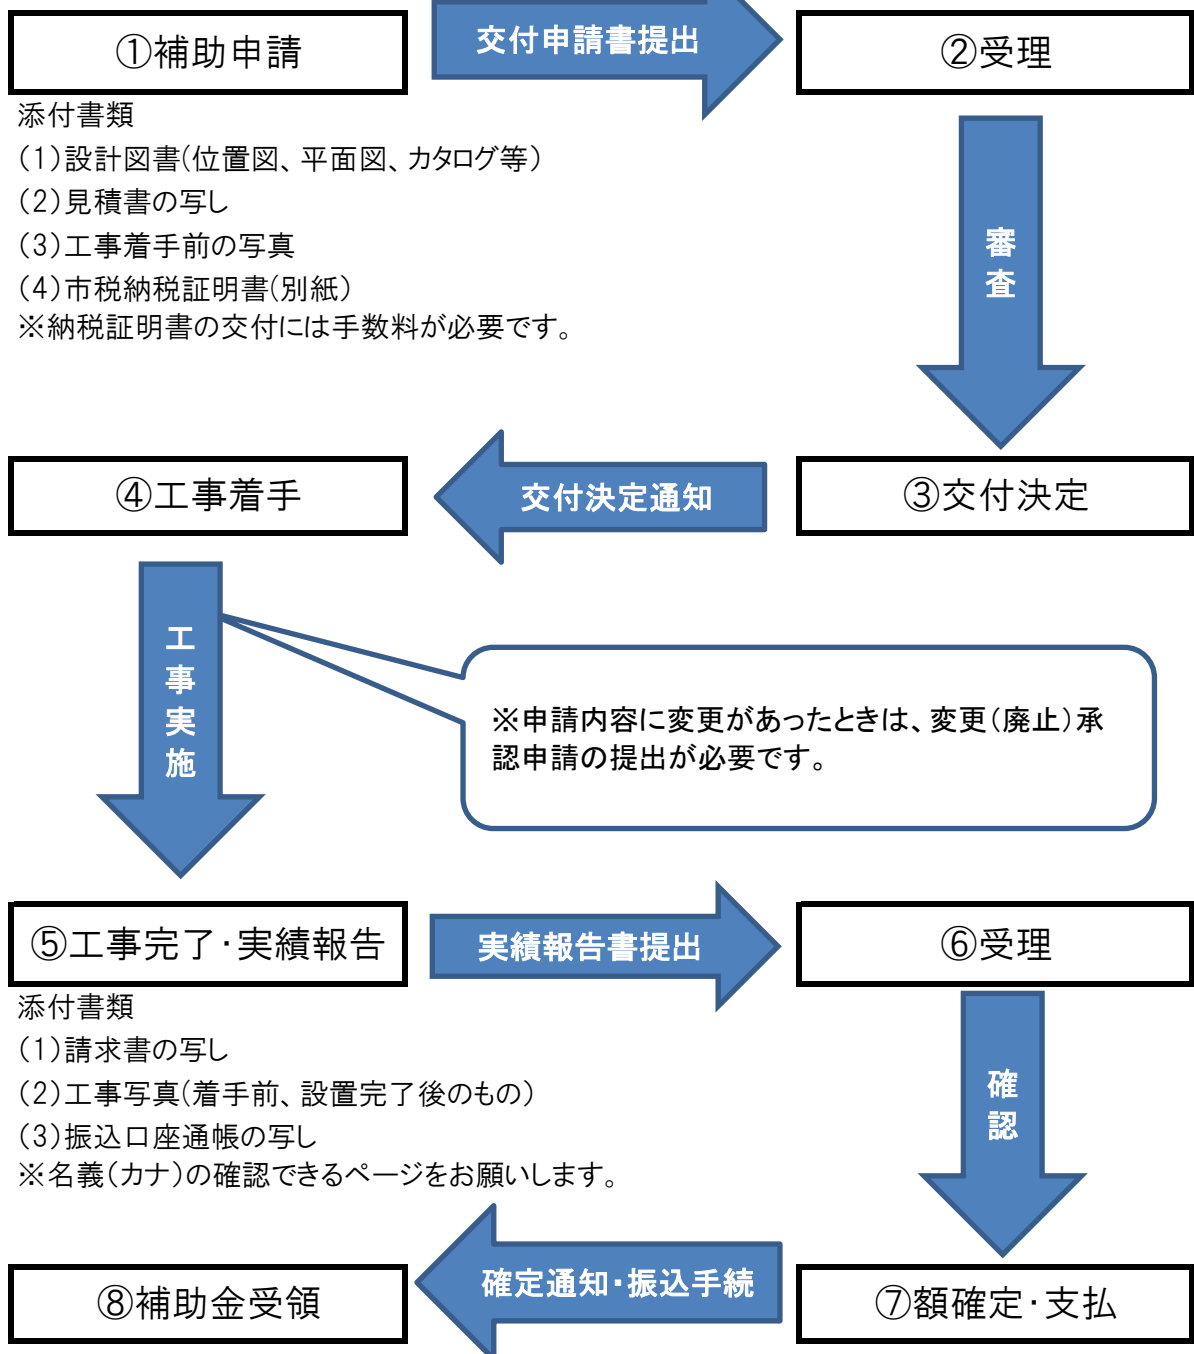 ①補助申請
交付申請書提出
②受理
添付書類
(1)設計図書(位置図、平面図、カタログ等)
(2)見積書の写し
(3)工事着手前の写真
(4)市税納税証明書(別紙)
※納税証明書の交付には手数料が必要です。
審査
④工事着手
交付決定通知
③交付決定
工事実施
※申請内容に変更があったときは、変更(廃止)承
認申請の提出が必要です。
⑤工事完了・実績報告
実績報告書提出
⑥受理
添付書類
(1)請求書の写し
(2)工事写真(着手前、設置完了後のもの)
(3)振込口座通帳の写し
※名義(カナ)の確認できるページをお願いします。
確認
⑧補助金受領
確定通知・振込手続
⑦額確定・支払